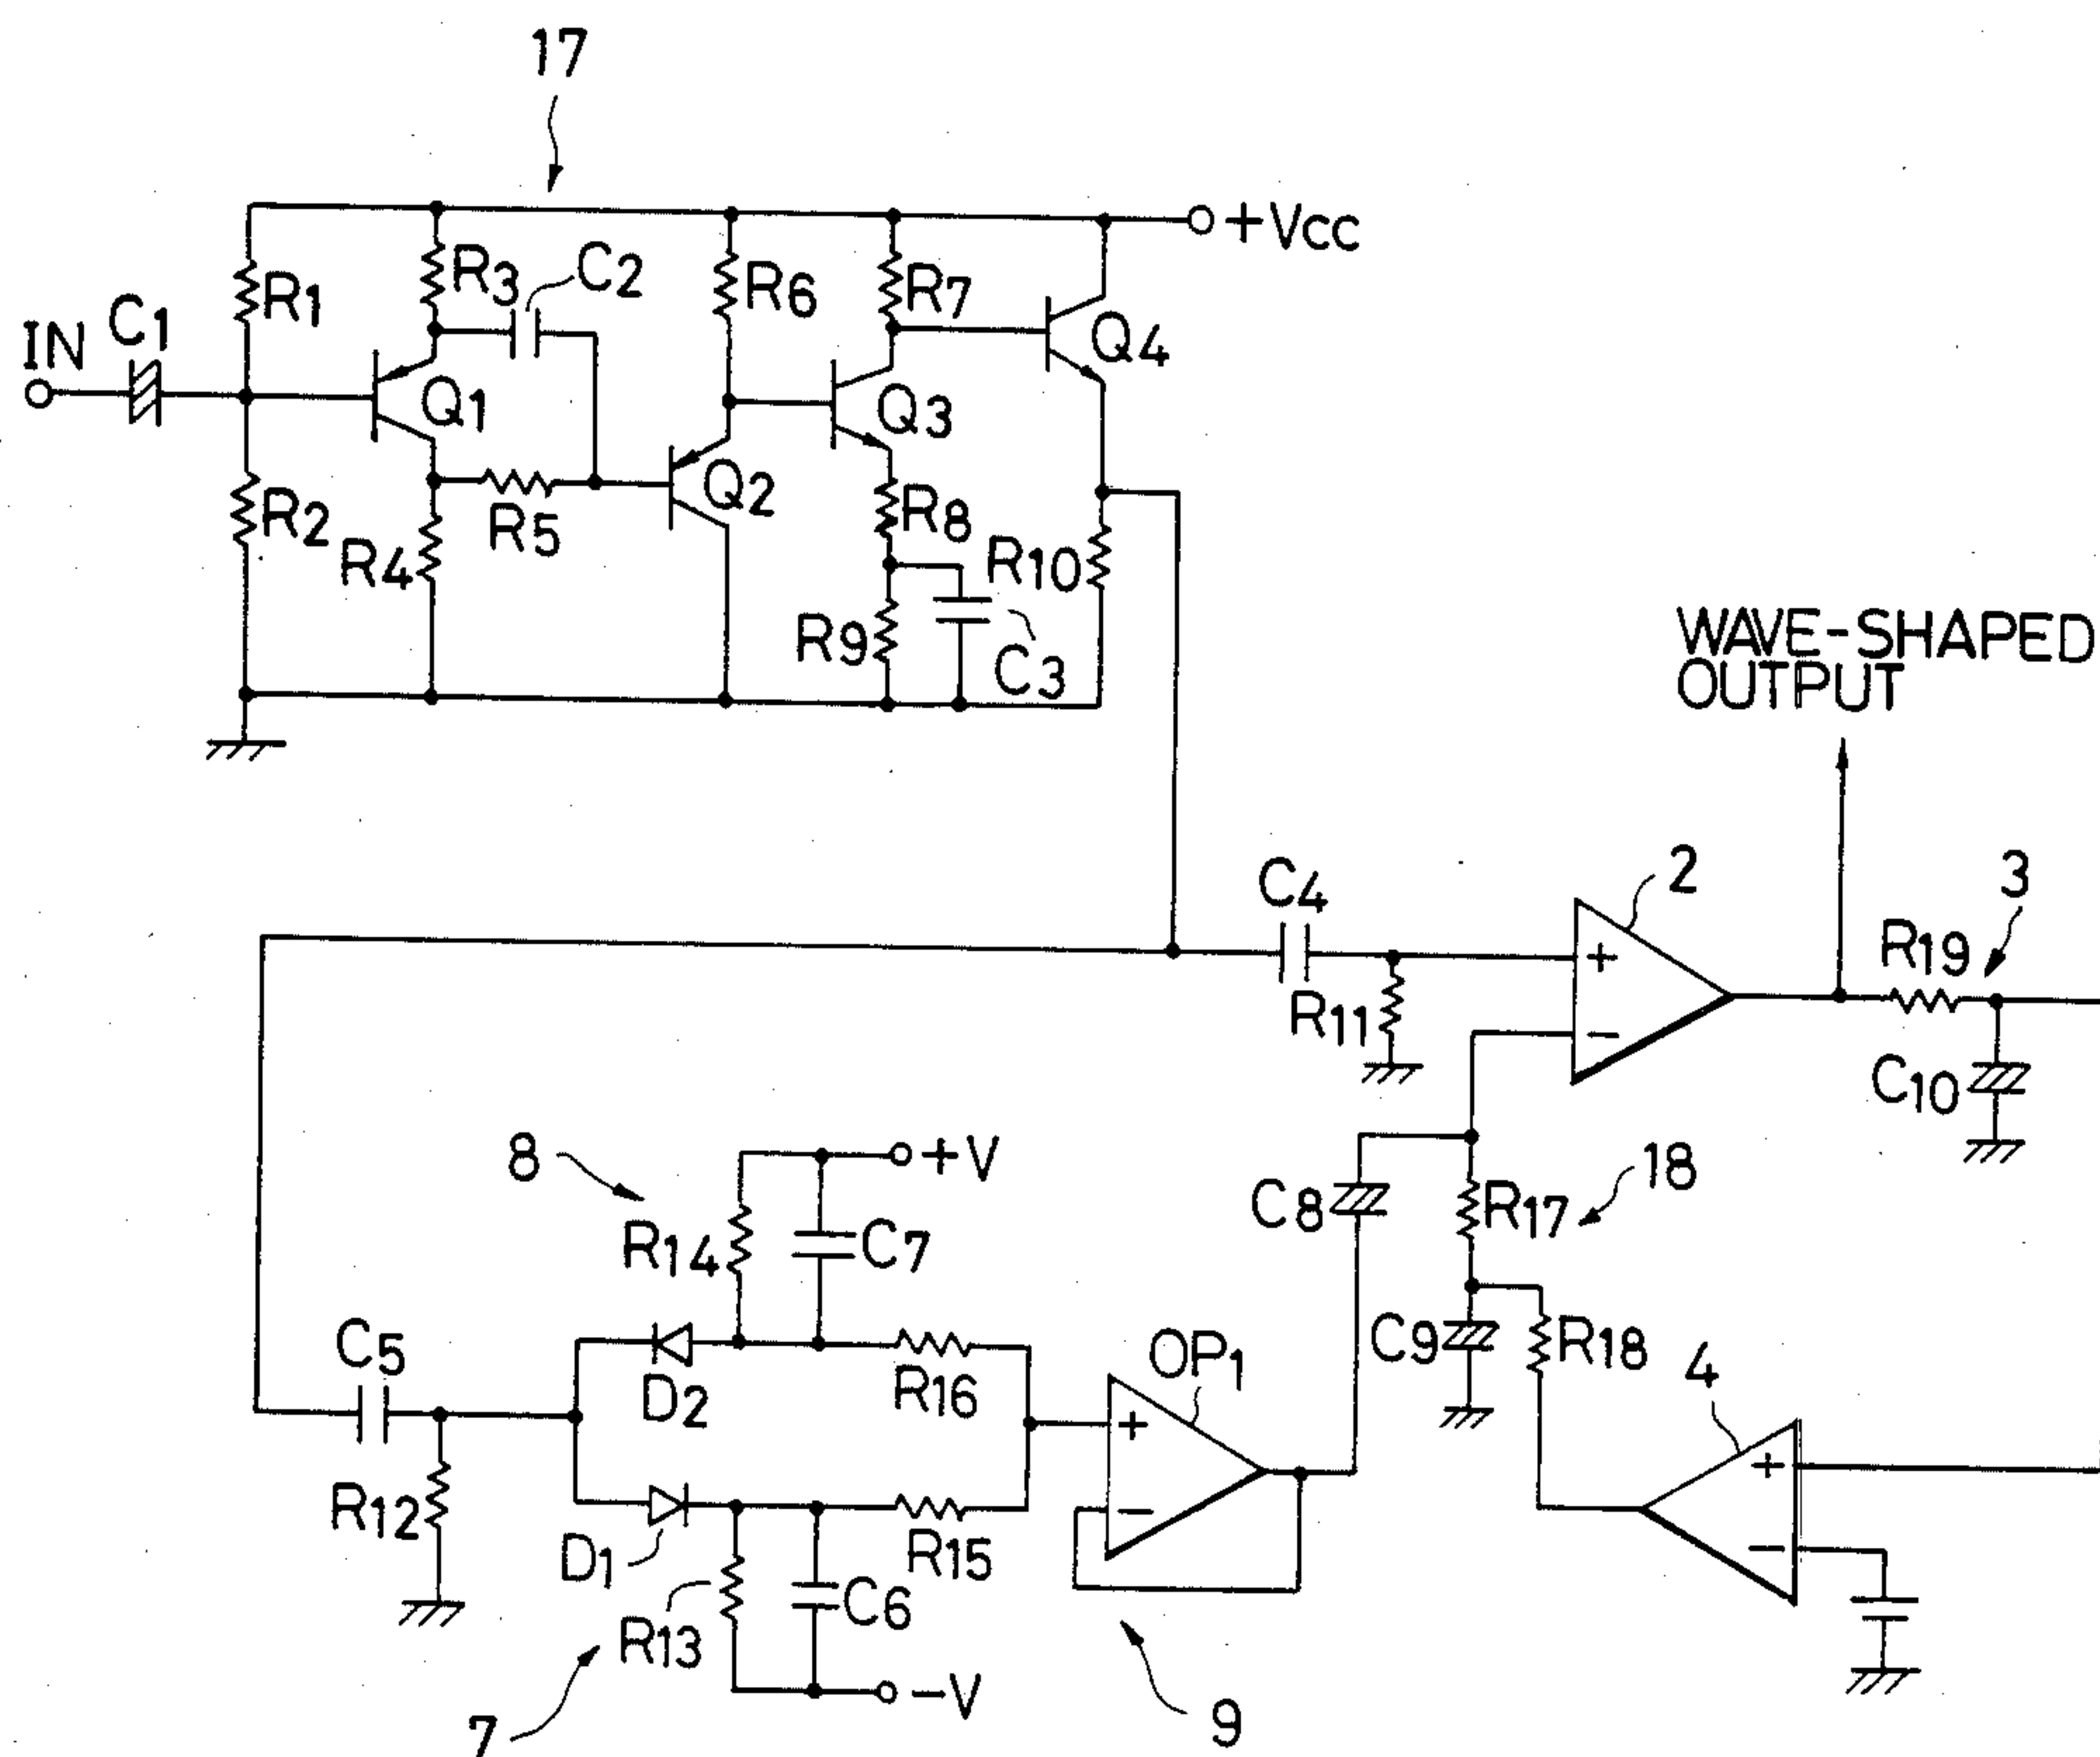 17
+Vcc
R1
R3
C2
R6
R7
Q4
IN
C1
Q1
Q3
R2
R5
Q2
R8
R4
R10
R9
C3
WAVE-SHAPED
OUTPUT
C4
2
3
R19
+
R11
−
C10
8
+V
18
R14
C7
C8
R17
C5
D2
R16
OP1
C9
R18
4
+
+
R12
D1
R15
−
−
R13
C6
−V
7
9